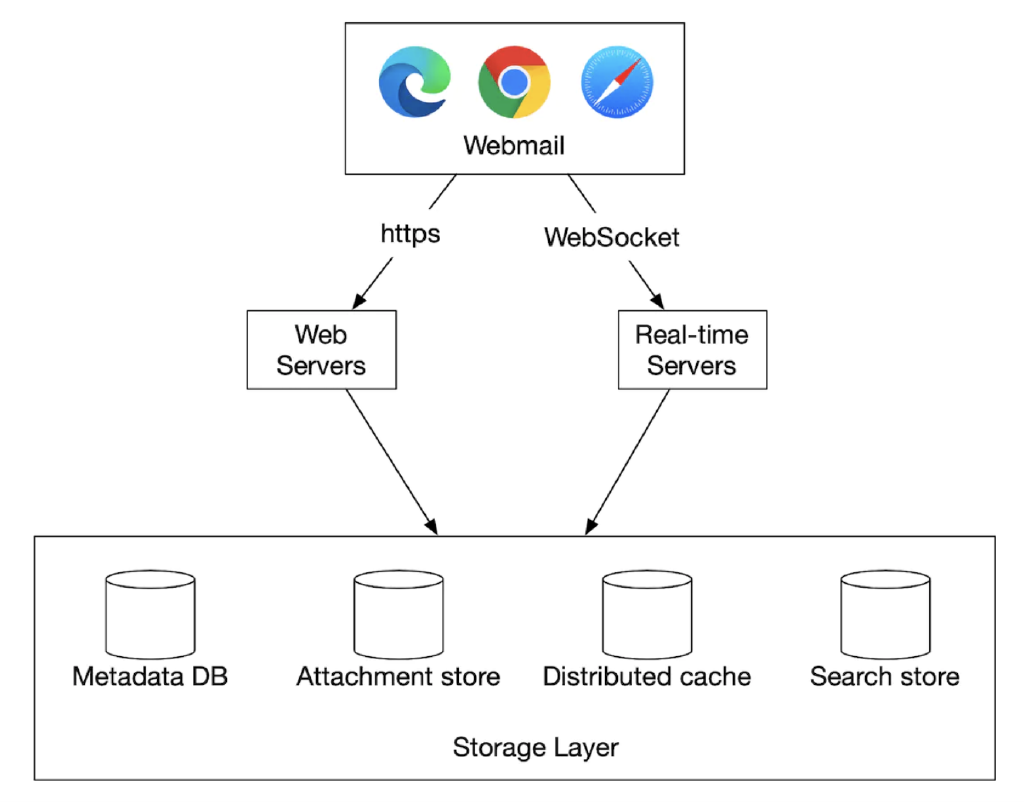 Webmail
https
WebSocket
Web
Servers
Real-time
Servers
Metadata DB
Attachment store
Distributed cache
Search store
Storage Layer